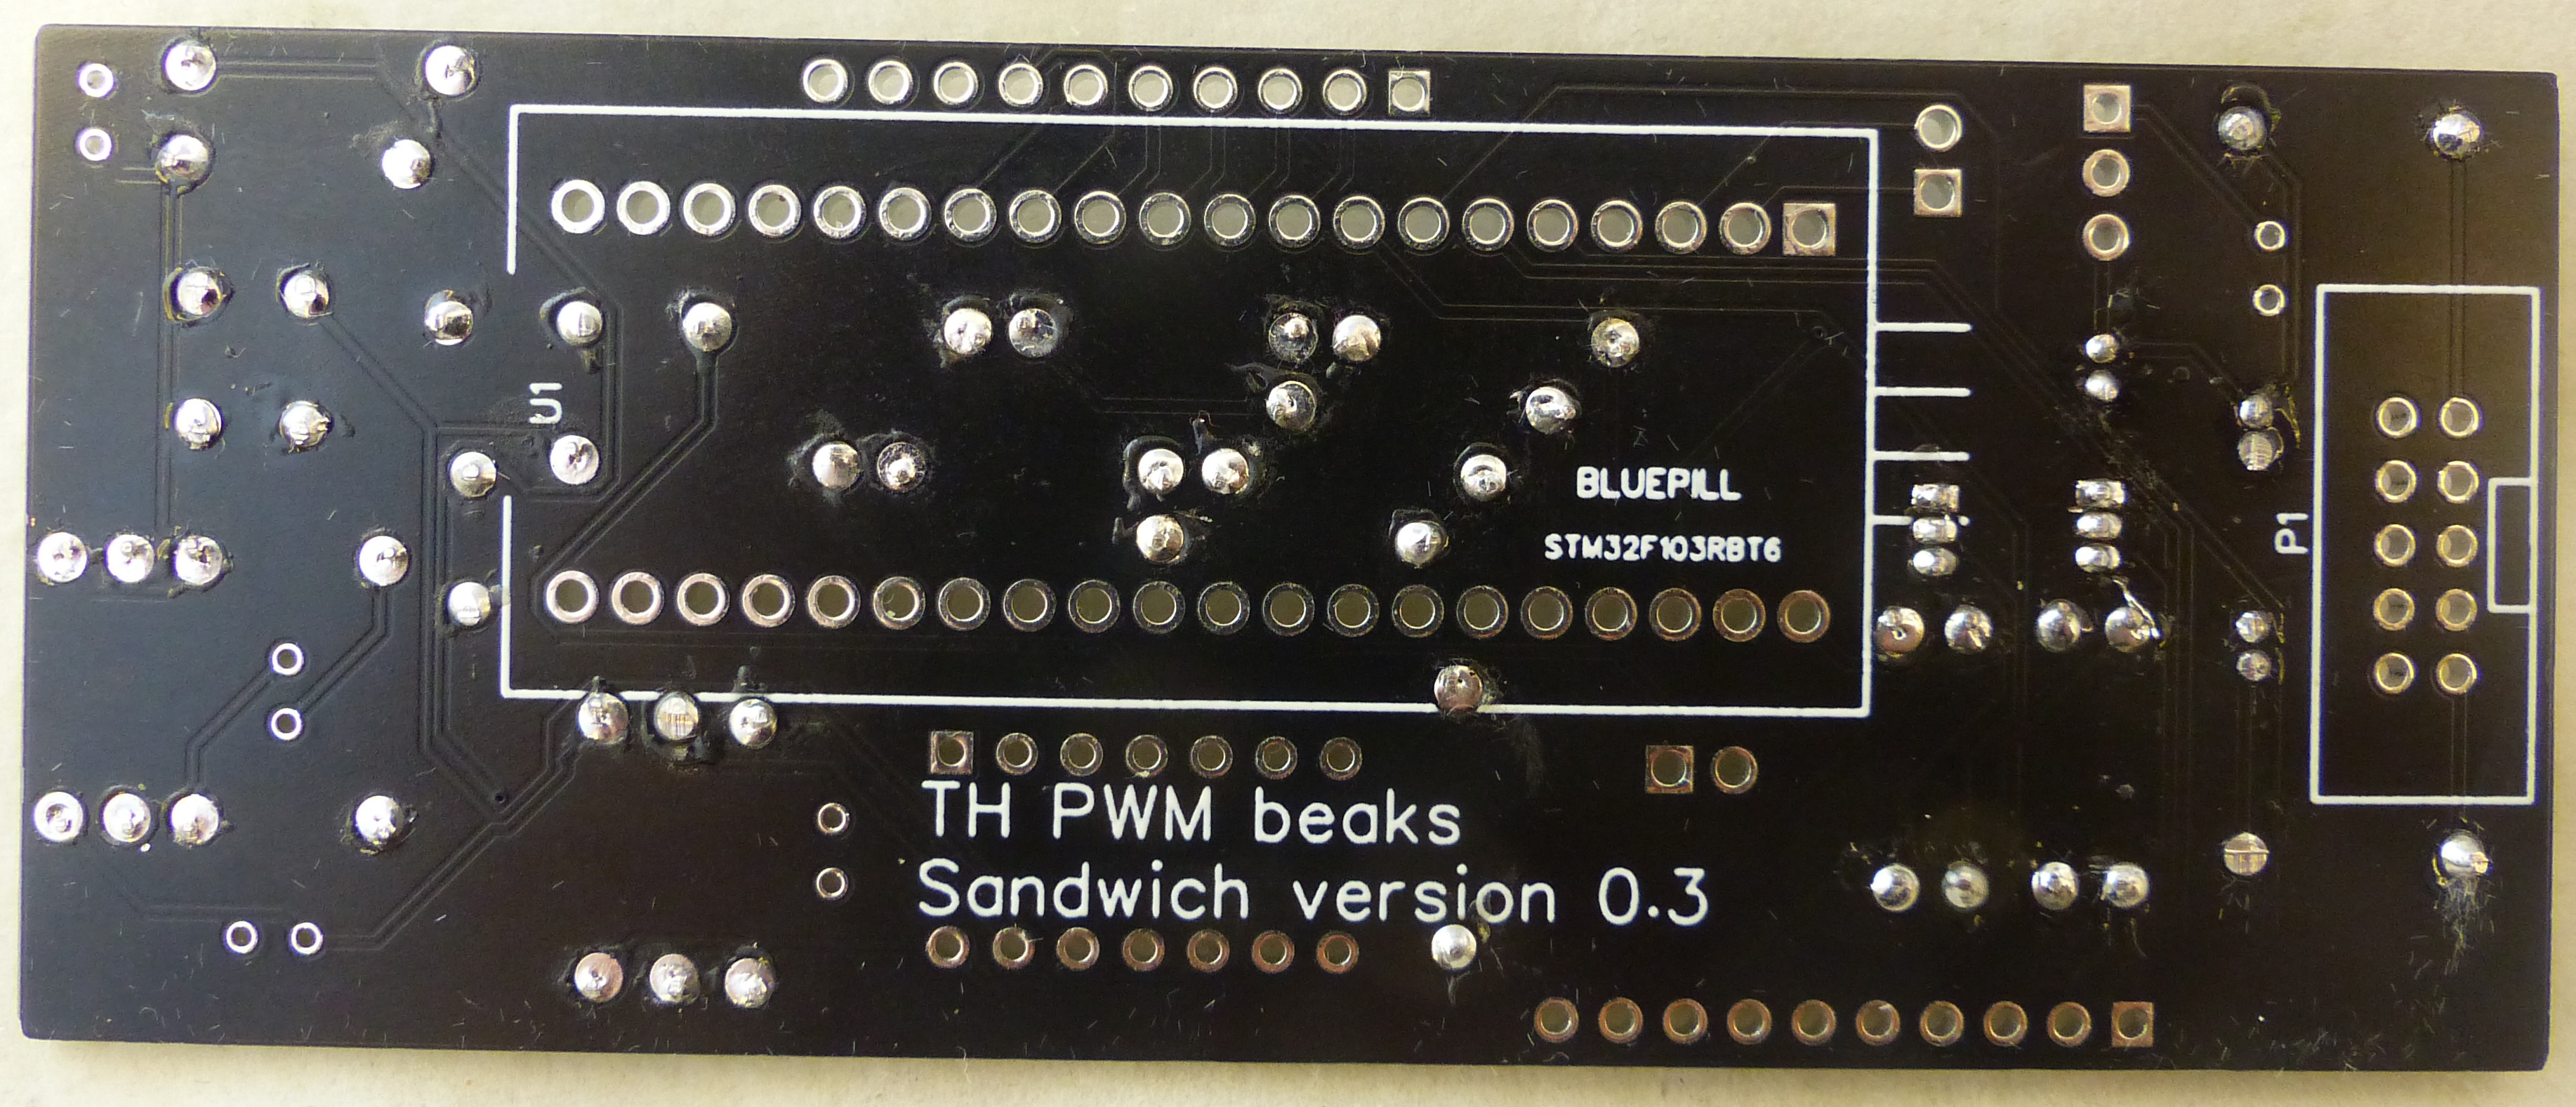 U1
BLUEPILL
STM32F103RBT6
P1
TH PWM beaks
Sandwich version 0.3